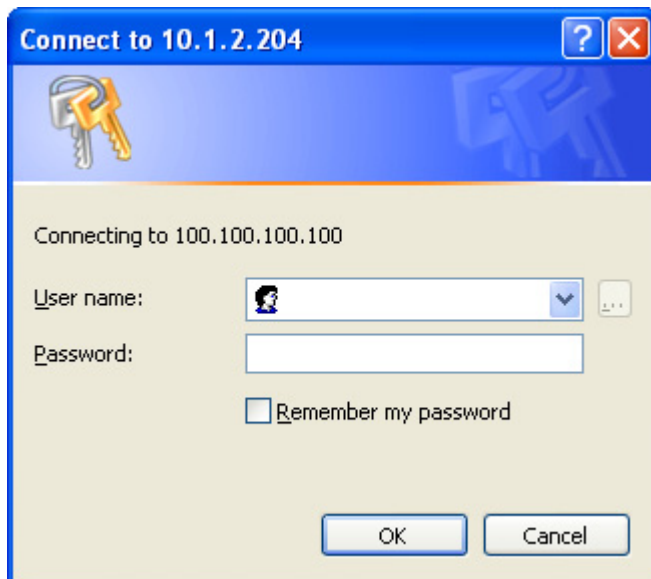 Connect to 10.1.2.204
Connecting to 100.100.100.100
User name:
...
Password:
Remember my password
OK Cancel